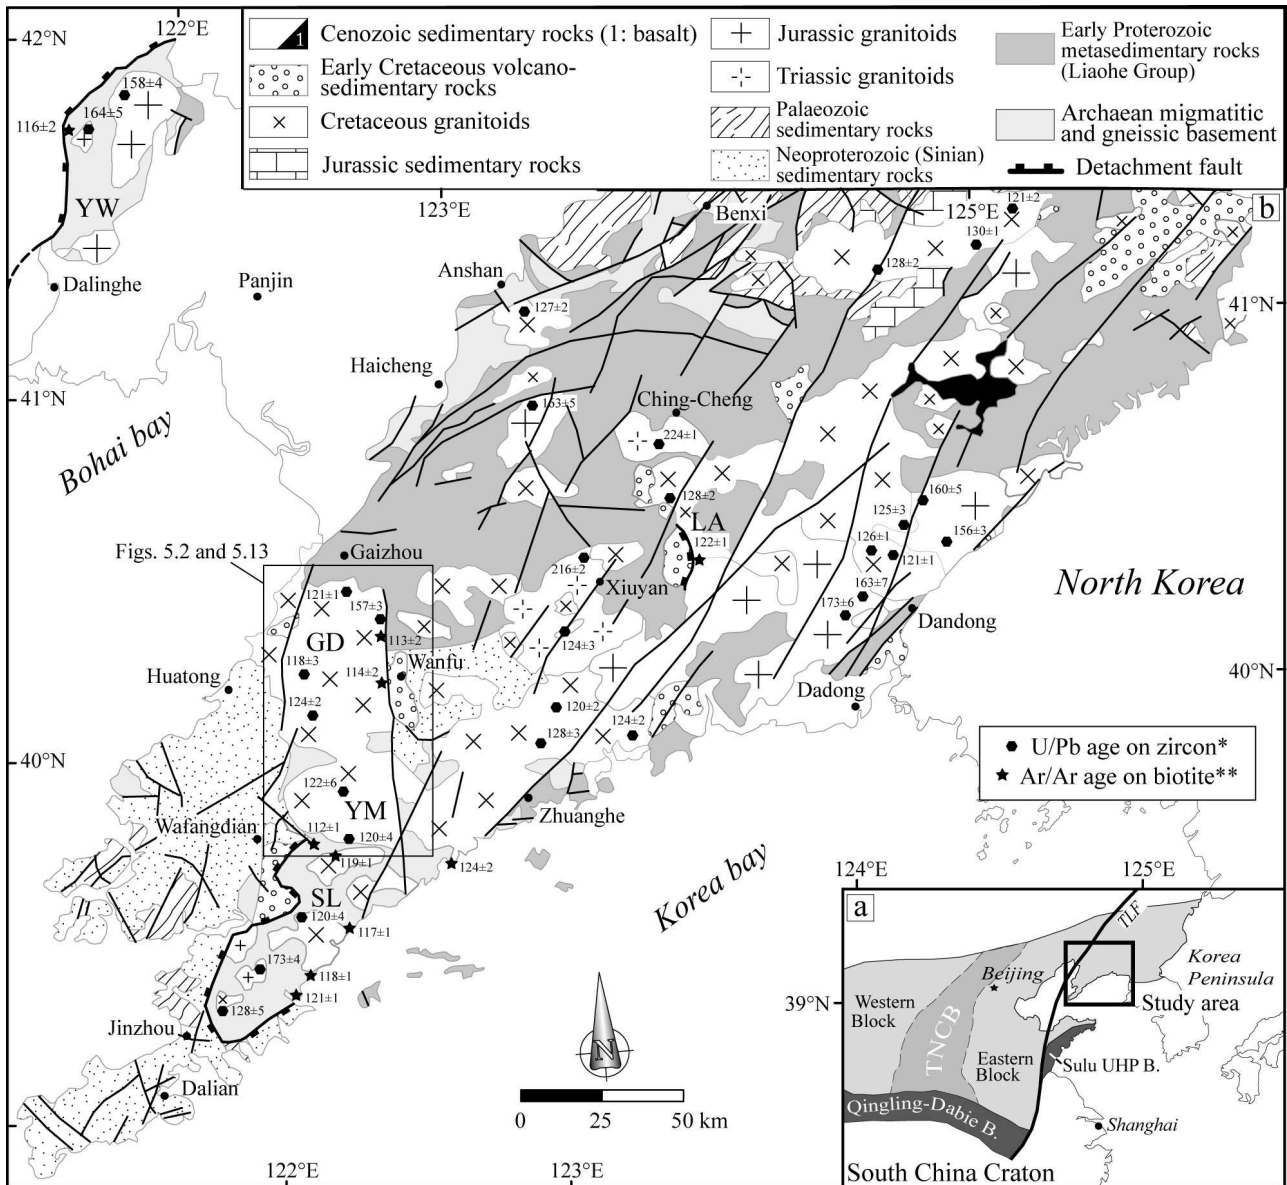 42°N
122°E
1
Cenozoic sedimentary rocks (1: basalt)
Early Cretaceous volcano-
sedimentary rocks
Cretaceous granitoids
Jurassic sedimentary rocks
Jurassic granitoids
Triassic granitoids
Palaeozoic
sedimentary rocks
Neoproterozoic (Sinian)
sedimentary rocks
Early Proterozoic
metasedimentary rocks
(Liaohe Group)
Archaean migmatitic
and gneissic basement
Detachment fault
158±4
164±5
116±2
YW
Dalinghe
Panjin
123°E
125°E
b
Benxi
121±2
130±1
128±2
Anshan
127±2
41°N
Haicheng
41°N
163±5
Ching-Cheng
224±1
Bohai bay
128±2
LA
122±1
160±5
125±3
156±3
126±1
121±1
163±7
173±6
Figs. 5.2 and 5.13
Gaizhou
216±2
Xiuyan
North Korea
Dandong
121±1
157±3
GD
113±2
124±3
118±3
114±2
Wanfu
40°N
Huatong
Dadong
124±2
120±2
124±2
128±3
40°N
U/Pb age on zircon*
Ar/Ar age on biotite**
122±6
YM
Zhuanghe
Wafangdian
112±1
120±4
119±1
124±2
Korea bay
SL
120±4
117±1
173±4
118±1
121±1
128±5
Jinzhou
Dalian
N
0
25
50 km
122°E
123°E
124°E
125°E
a
TLF
Beijing
Korea
Peninsula
39°N
Western
Block
Study area
TNCB
Eastern
Block
Sulu UHP B.
Qingling-Dabie B.
Shanghai
South China Craton